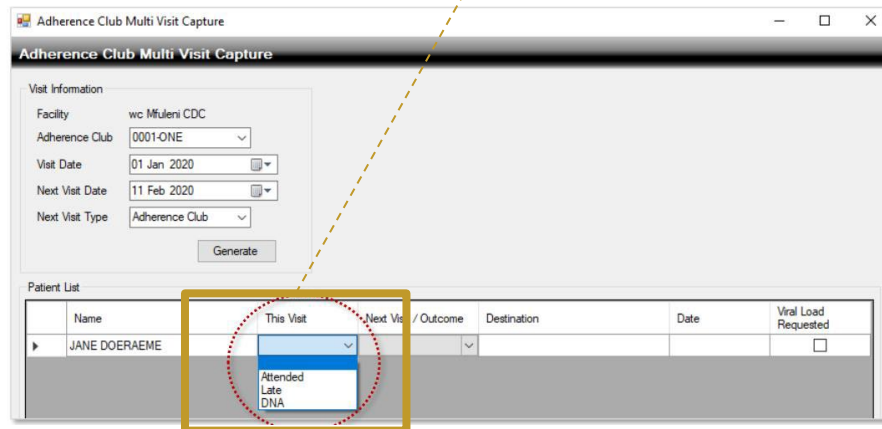 Adherence Club Multi Visit Capture
Adherence Club Multi Visit Capture
Visit Information
Facility wc Mfuleni CDC
Adherence Club 0001-ONE
Visit Date 01 Jan 2020
Next Visit Date 11 Feb 2020
Next Visit Type Adherence Club
Generate
Patient List
Name This Visit Next Visit / Outcome Destination Date Viral Load Requested
JANE DOERAEME
Attended
Late
DNA